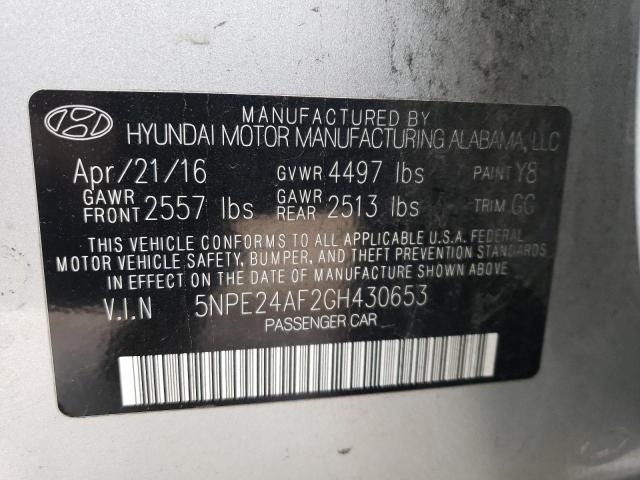 MANUFACTURED BY
HYUNDAI MOTOR MANUFACTURING ALABAMA, LLC
Apr/21/16 GVWR 4497 lbs PAINT Y8
GAWR FRONT 2557 lbs GAWR REAR 2513 lbs TRIM GG
THIS VEHICLE CONFORMS TO ALL APPLICABLE U.S.A. FEDERAL
MOTOR VEHICLE SAFETY, BUMPER, AND THEFT PREVENTION STANDARDS
IN EFFECT ON THE DATE OF MANUFACTURE SHOWN ABOVE
V.I.N 5NPE24AF2GH430653
PASSENGER CAR